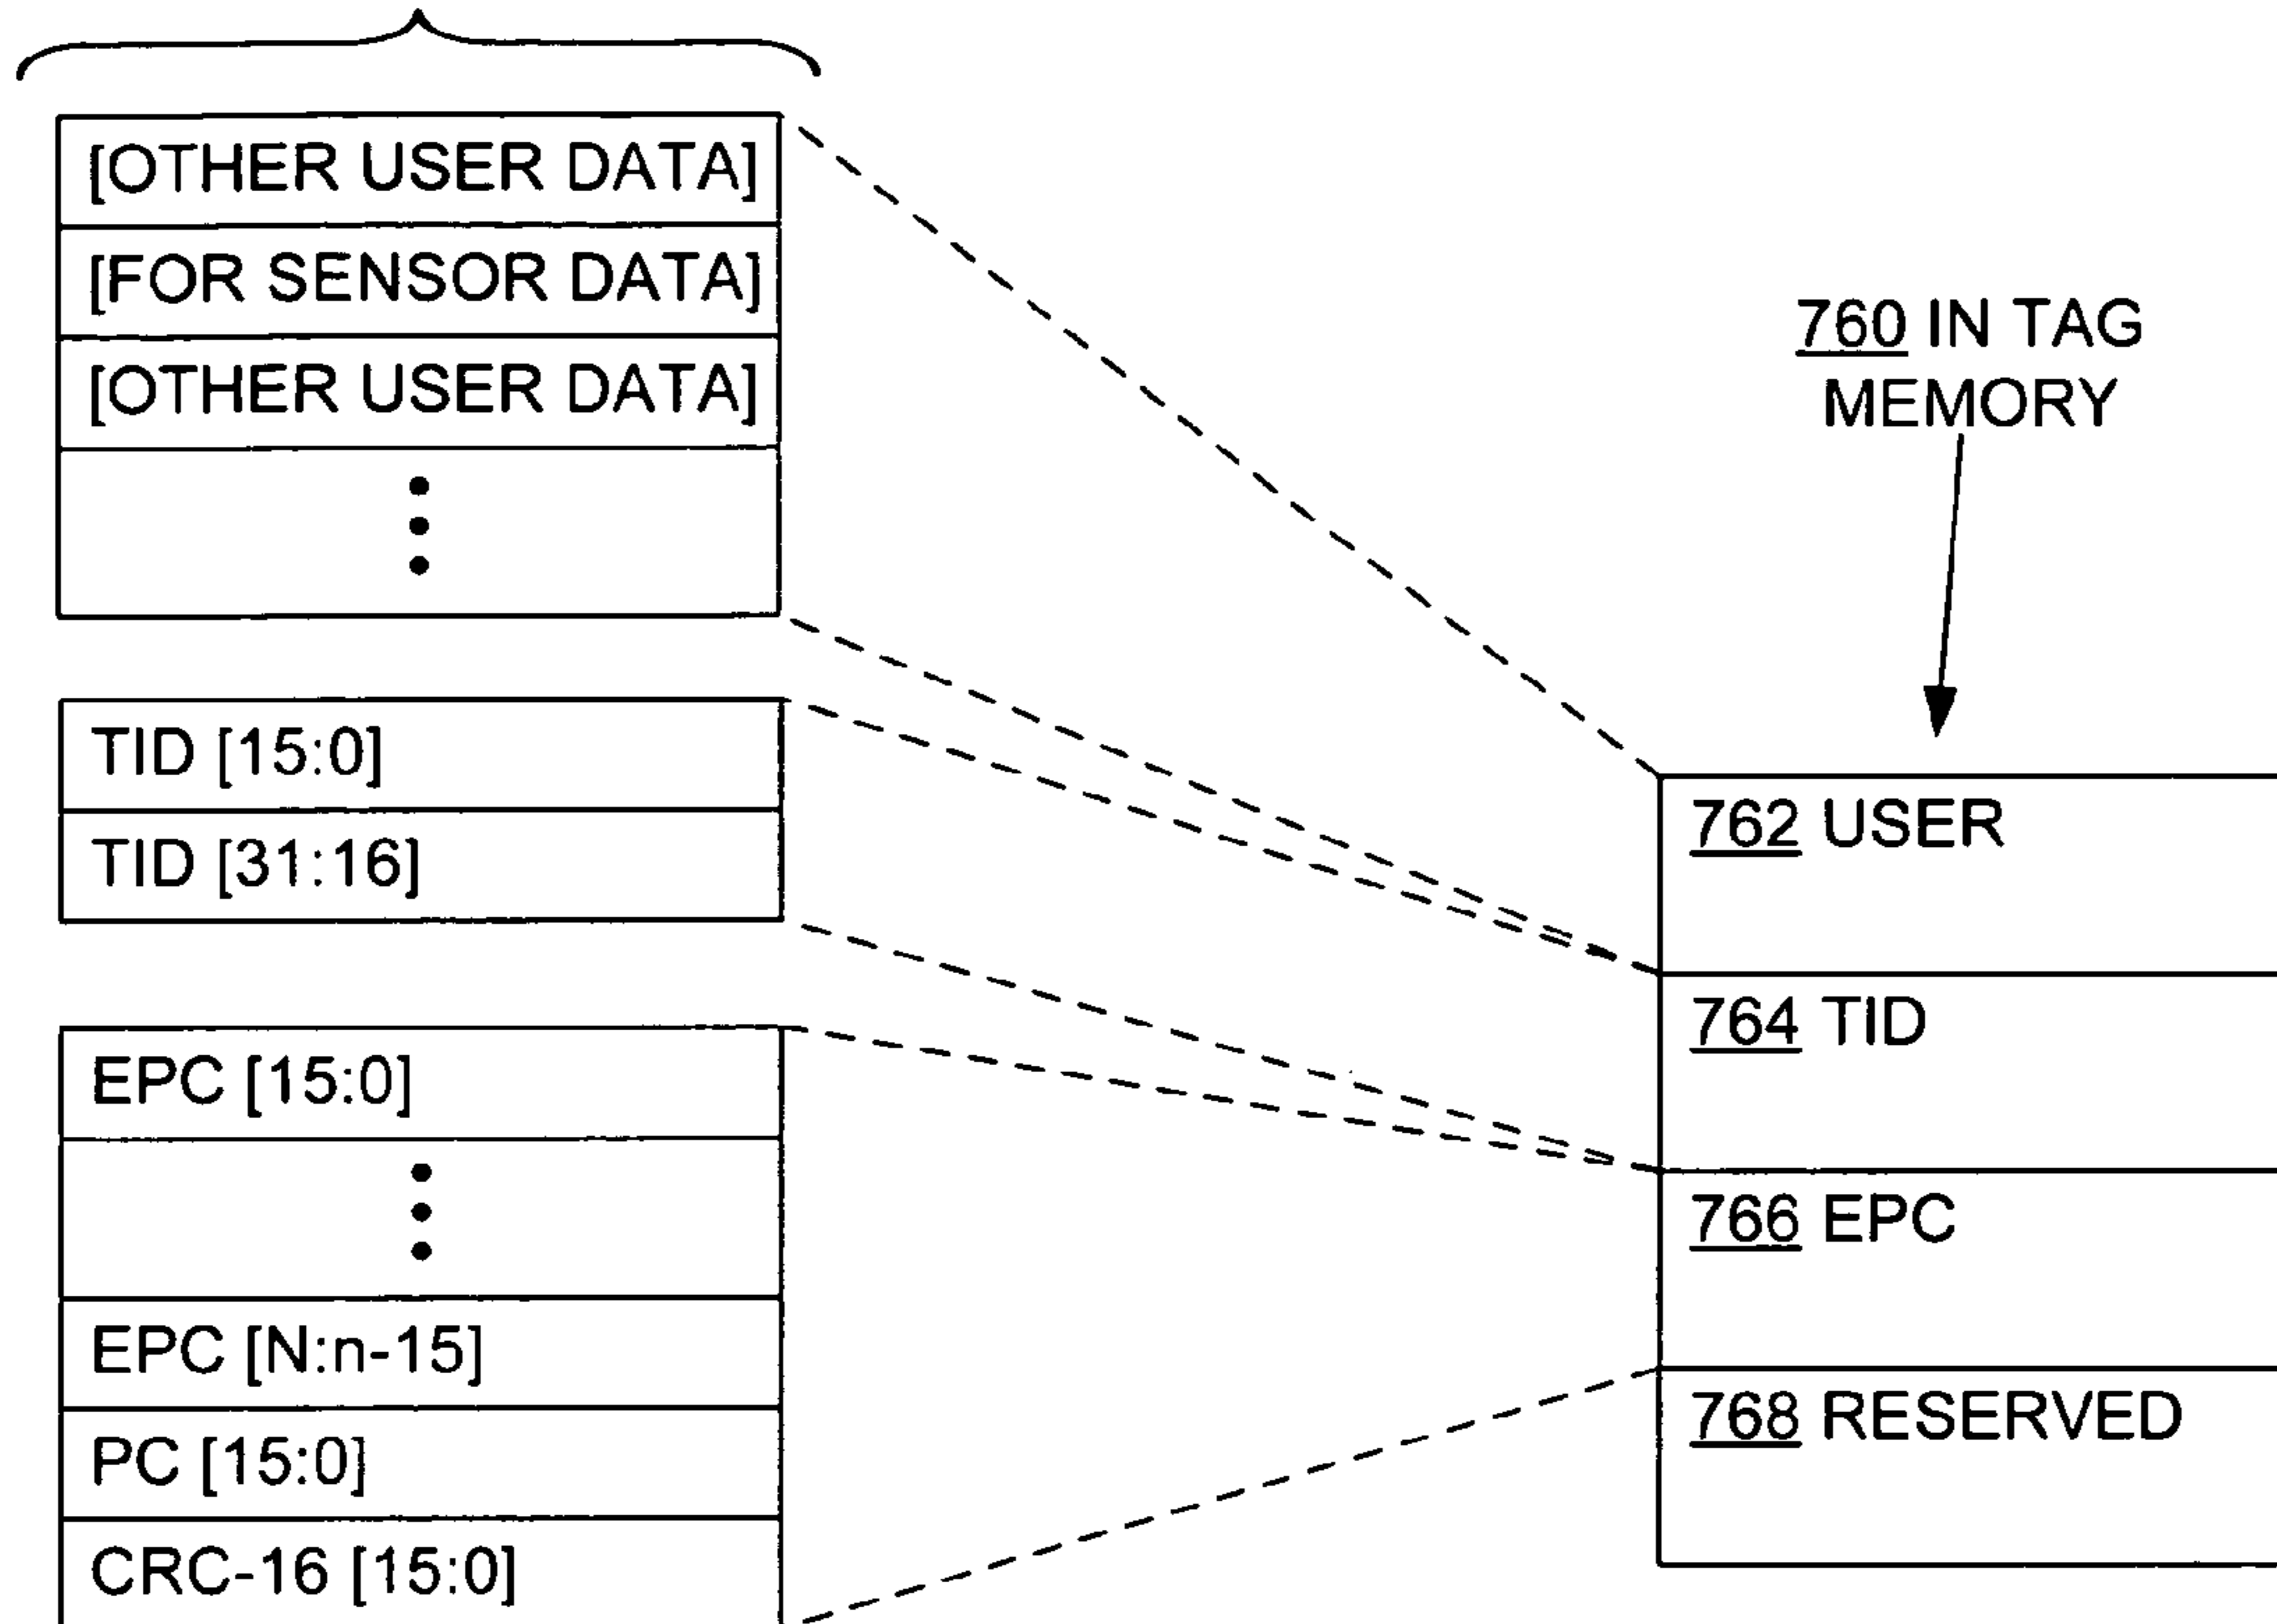 [OTHER USER DATA]
[FOR SENSOR DATA]
[OTHER USER DATA]
TID [15:0]
TID [31:16]
EPC [15:0]
EPC [N:n-15]
PC [15:0]
CRC-16 [15:0]
760 IN TAG
MEMORY
762 USER
764 TID
766 EPC
768 RESERVED